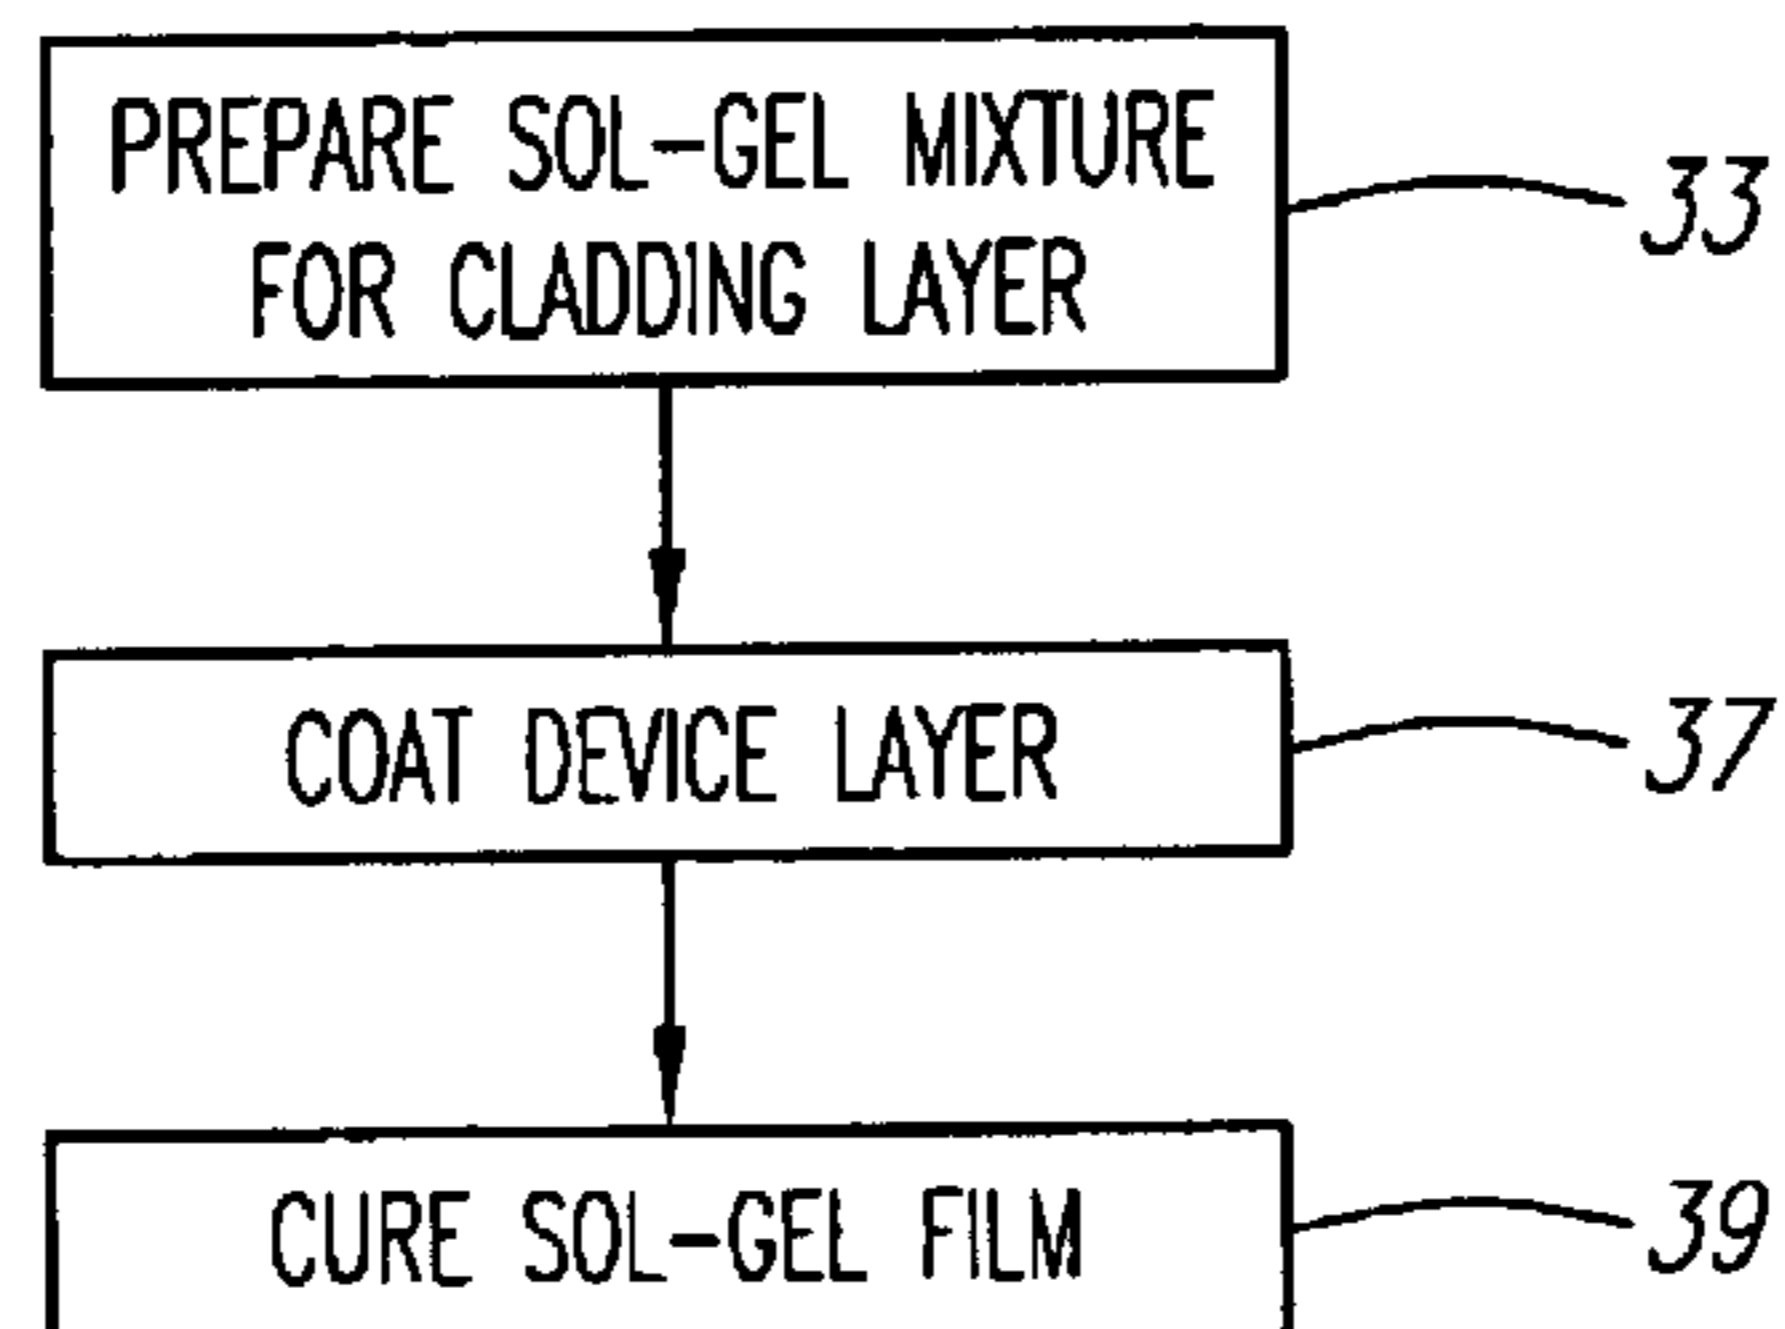 PREPARE SOL-GEL MIXTURE
FOR CLADDING LAYER
33
COAT DEVICE LAYER
37
CURE SOL-GEL FILM
39